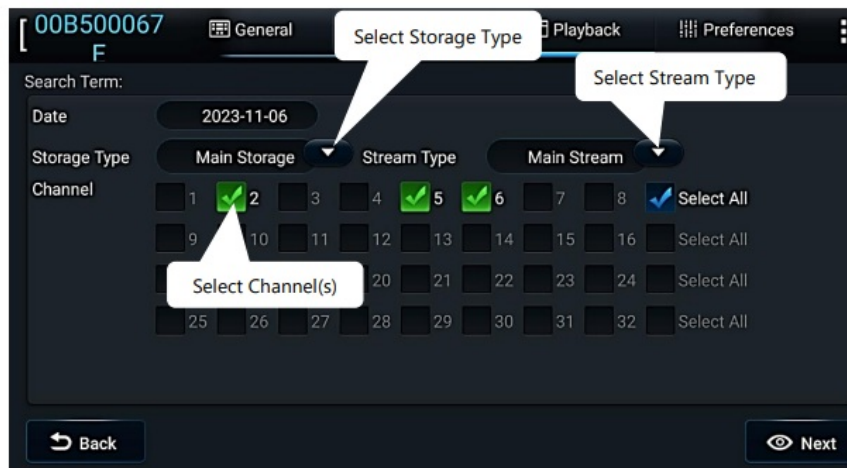 00B500067
F
General
Playback
Preferences
Select Storage Type
Select Stream Type
Search Term:
Date 2023-11-06
Storage Type Main Storage Stream Type Main Stream
Channel 1 2 3 4 5 6 7 8 Select All
9 10 11 12 13 14 15 16 Select All
Select Channel(s)
20 21 22 23 24 Select All
25 26 27 28 29 30 31 32 Select All
Back
Next